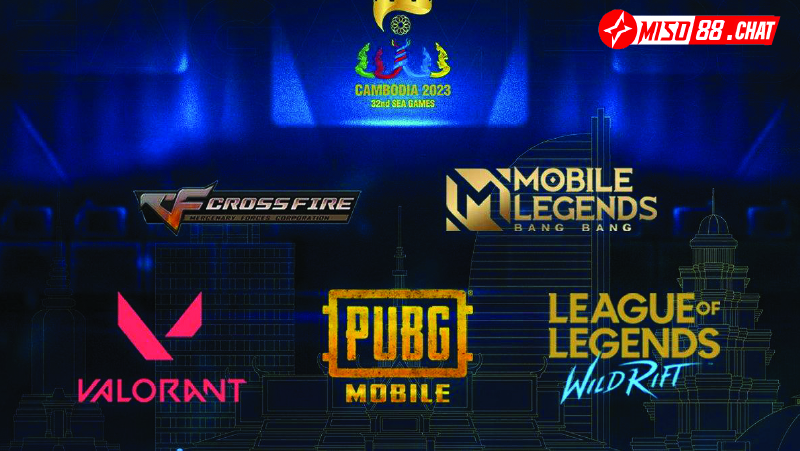 MISO88.CHAT
CAMBODIA 2023
32nd SEA GAMES
CF CROSSFIRE
MERCENARY FORCES CORPORATION
MOBILE
LEGENDS
BANG BANG
VALORANT
PUBG
MOBILE
LEAGUE OF
LEGENDS
WILD RIFT